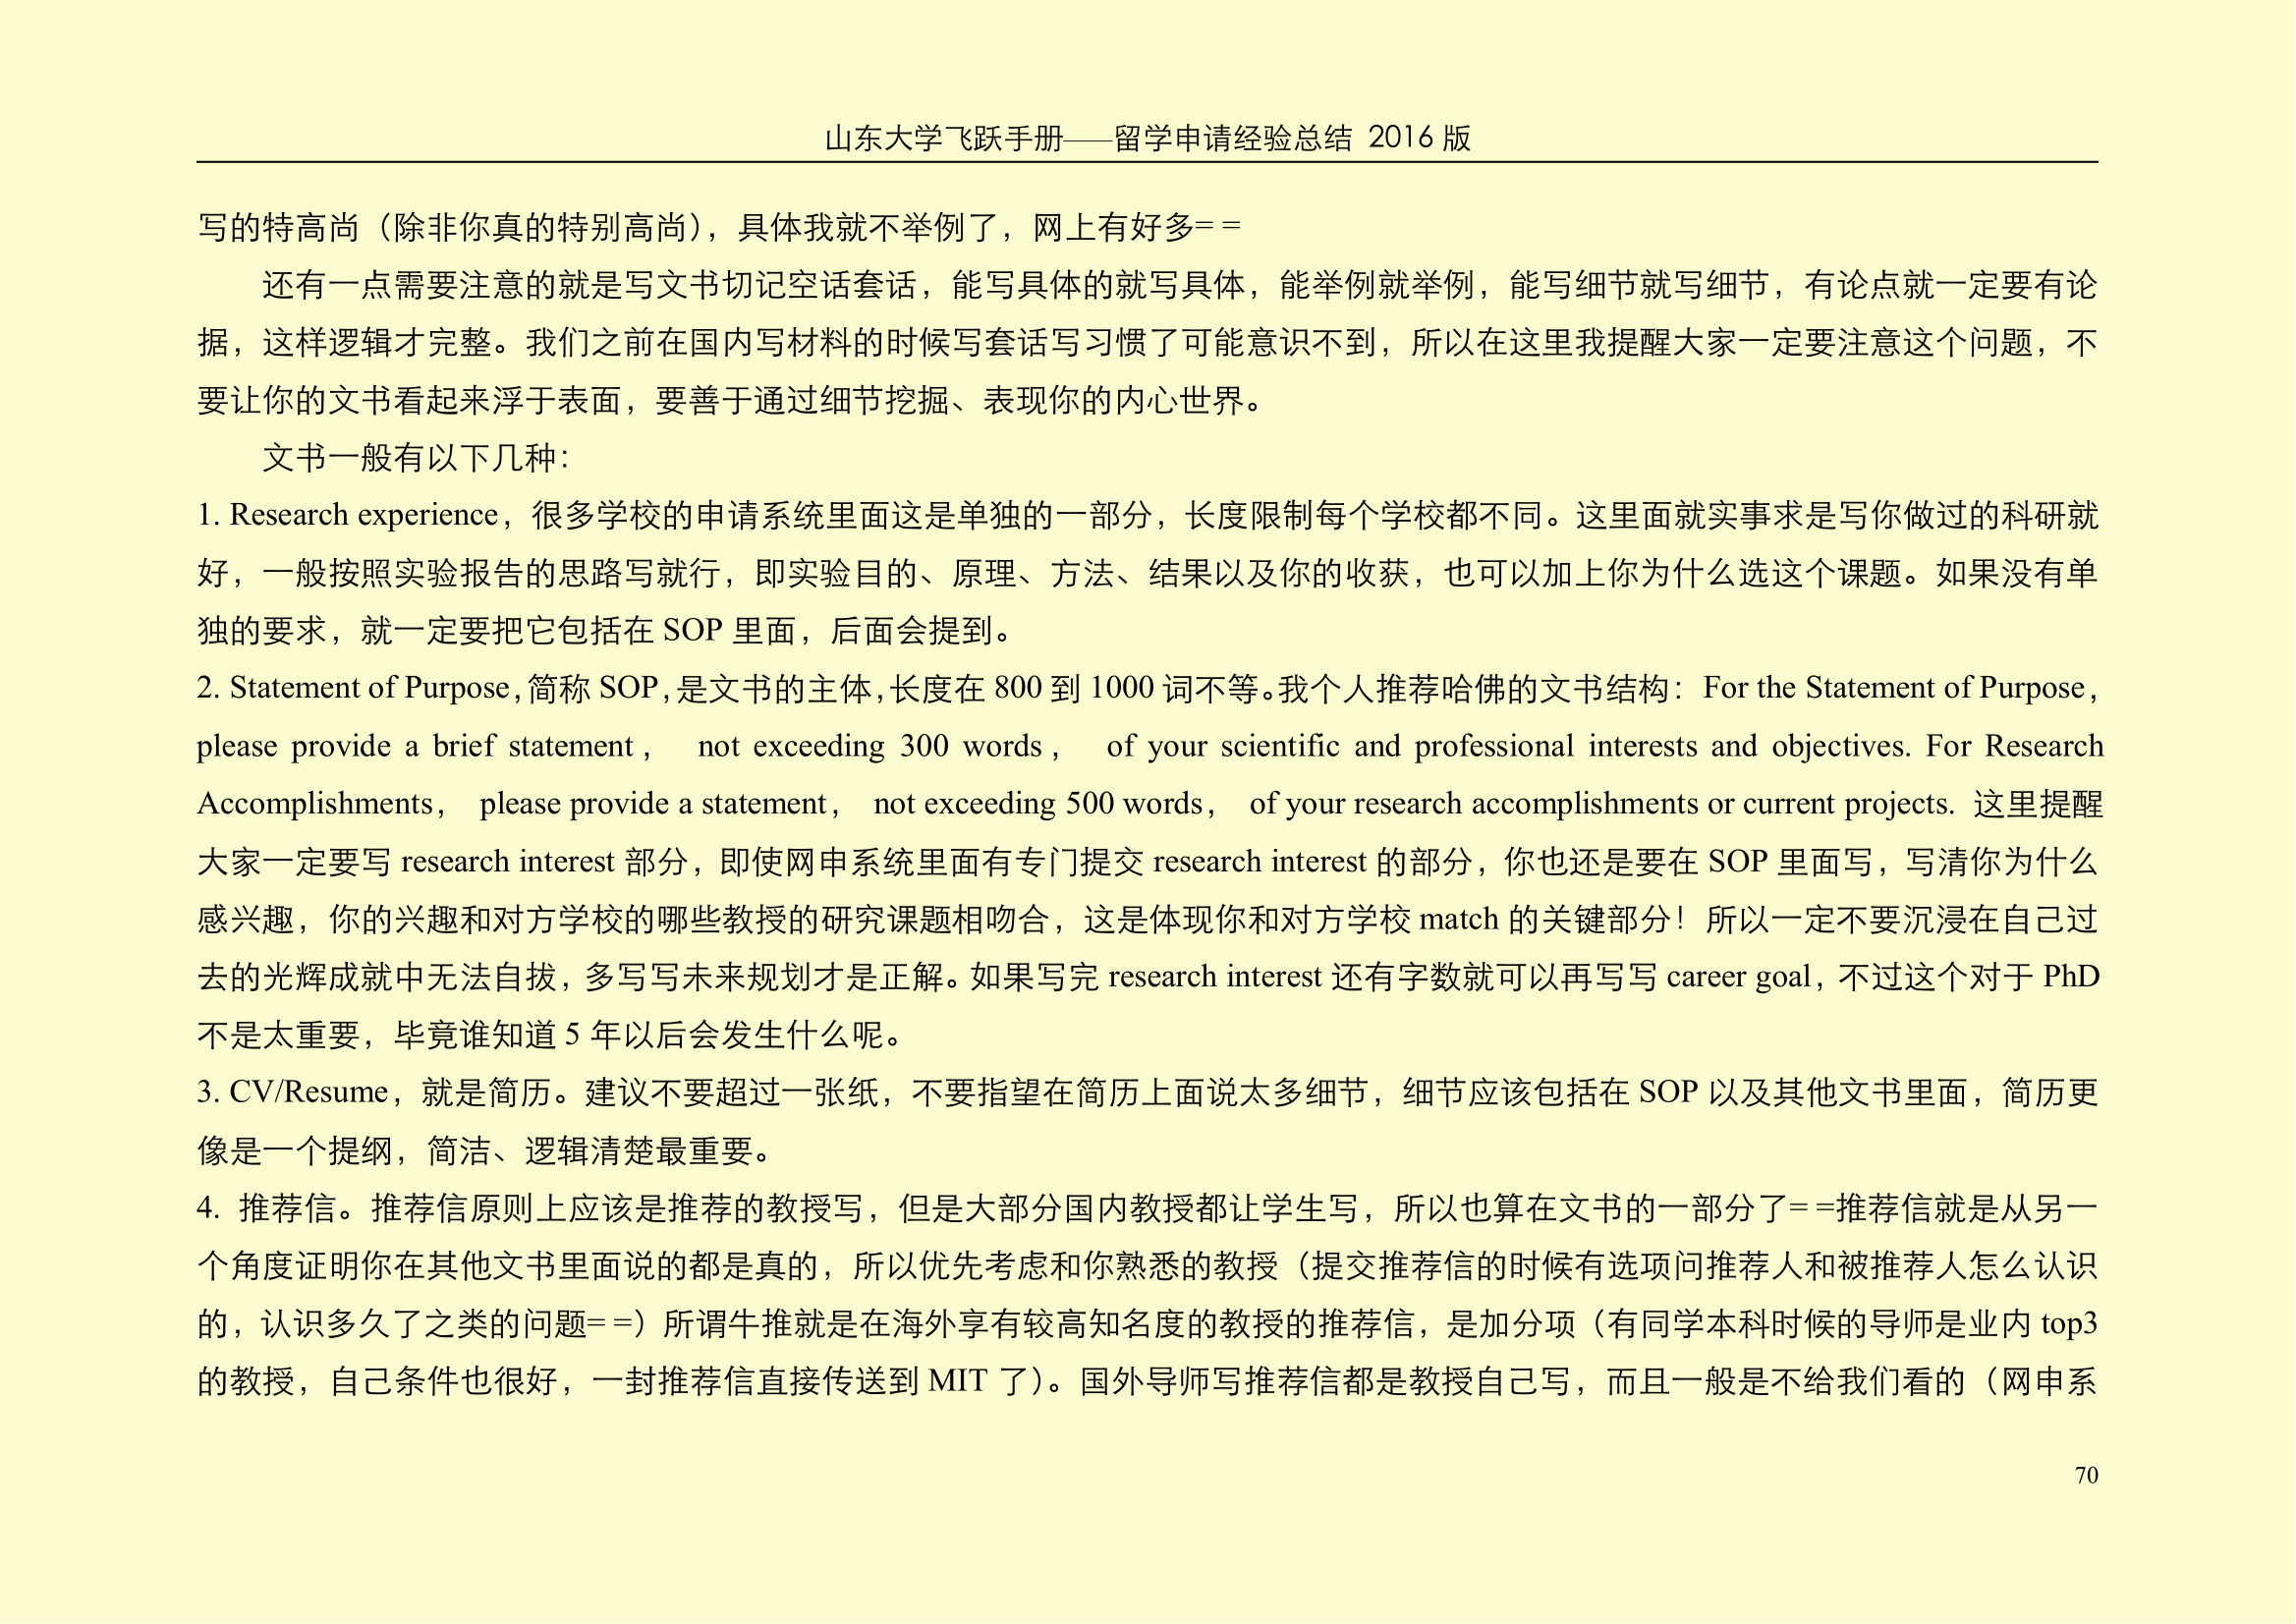 山东大学飞跃手册——留学申请经验总结 2016 版
写的特高尚（除非你真的特别高尚），具体我就不举例了，网上有好多= =
还有一点需要注意的就是写文书切记空话套话，能写具体的就写具体，能举例就举例，能写细节就写细节，有论点就一定要有论
据，这样逻辑才完整。我们之前在国内写材料的时候写套话写习惯了可能意识不到，所以在这里我提醒大家一定要注意这个问题，不
要让你的文书看起来浮于表面，要善于通过细节挖掘、表现你的内心世界。
文书一般有以下几种：
1. Research experience，很多学校的申请系统里面这是单独的一部分，长度限制每个学校都不同。这里面就实事求是写你做过的科研就
好，一般按照实验报告的思路写就行，即实验目的、原理、方法、结果以及你的收获，也可以加上你为什么选这个课题。如果没有单
独的要求，就一定要把它包括在 SOP 里面，后面会提到。
2. Statement of Purpose，简称 SOP，是文书的主体，长度在 800 到 1000 词不等。我个人推荐哈佛的文书结构： For the Statement of Purpose，
please provide a brief statement， not exceeding 300 words， of your scientific and professional interests and objectives. For Research
Accomplishments， please provide a statement， not exceeding 500 words， of your research accomplishments or current projects. 这里提醒
大家一定要写 research interest 部分，即使网申系统里面有专门提交 research interest 的部分，你也还是要在 SOP 里面写，写清你为什么
感兴趣，你的兴趣和对方学校的哪些教授的研究课题相吻合，这是体现你和对方学校 match 的关键部分！所以一定不要沉浸在自己过
去的光辉成就中无法自拔，多写写未来规划才是正解。如果写完 research interest 还有字数就可以再写写 career goal，不过这个对于 PhD
不是太重要，毕竟谁知道 5 年以后会发生什么呢。
3. CV/Resume，就是简历。建议不要超过一张纸，不要指望在简历上面说太多细节，细节应该包括在 SOP 以及其他文书里面，简历更
像是一个提纲，简洁、逻辑清楚最重要。
4. 推荐信。推荐信原则上应该是推荐的教授写，但是大部分国内教授都让学生写，所以也算在文书的一部分了= =推荐信就是从另一
个角度证明你在其他文书里面说的都是真的，所以优先考虑和你熟悉的教授（提交推荐信的时候有选项问推荐人和被推荐人怎么认识
的，认识多久了之类的问题= =）所谓牛推就是在海外享有较高知名度的教授的推荐信，是加分项（有同学本科时候的导师是业内 top3
的教授，自己条件也很好，一封推荐信直接传送到 MIT 了）。国外导师写推荐信都是教授自己写，而且一般是不给我们看的（网申系
70